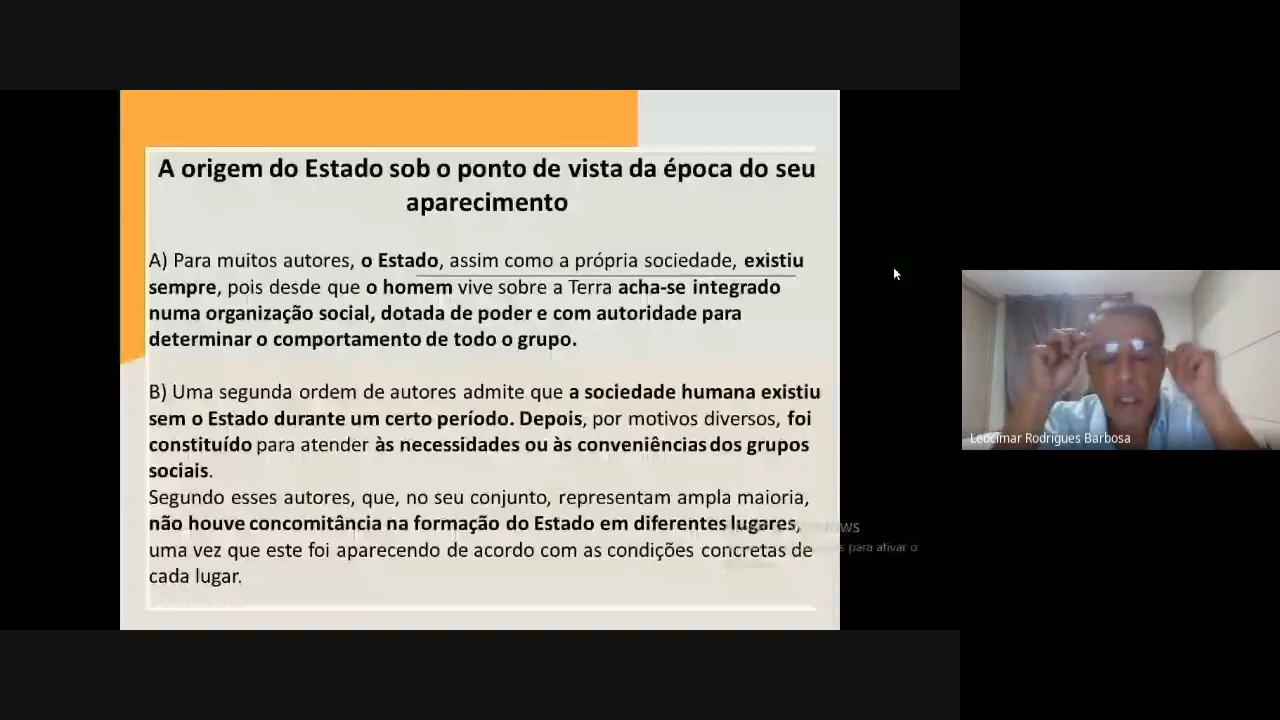 A origem do Estado sob o ponto de vista da época do seu
aparecimento
A) Para muitos autores, o Estado, assim como a própria sociedade, existiu
sempre, pois desde que o homem vive sobre a Terra acha-se integrado
numa organização social, dotada de poder e com autoridade para
determinar o comportamento de todo o grupo.
B) Uma segunda ordem de autores admite que a sociedade humana existiu
sem o Estado durante um certo período. Depois, por motivos diversos, foi
constituído para atender às necessidades ou às conveniências dos grupos
sociais.
Segundo esses autores, que, no seu conjunto, representam ampla maioria,
não houve concomitância na formação do Estado em diferentes lugares,
uma vez que este foi aparecendo de acordo com as condições concretas de
cada lugar.
para ativar o
Leocimar Rodrigues Barbosa